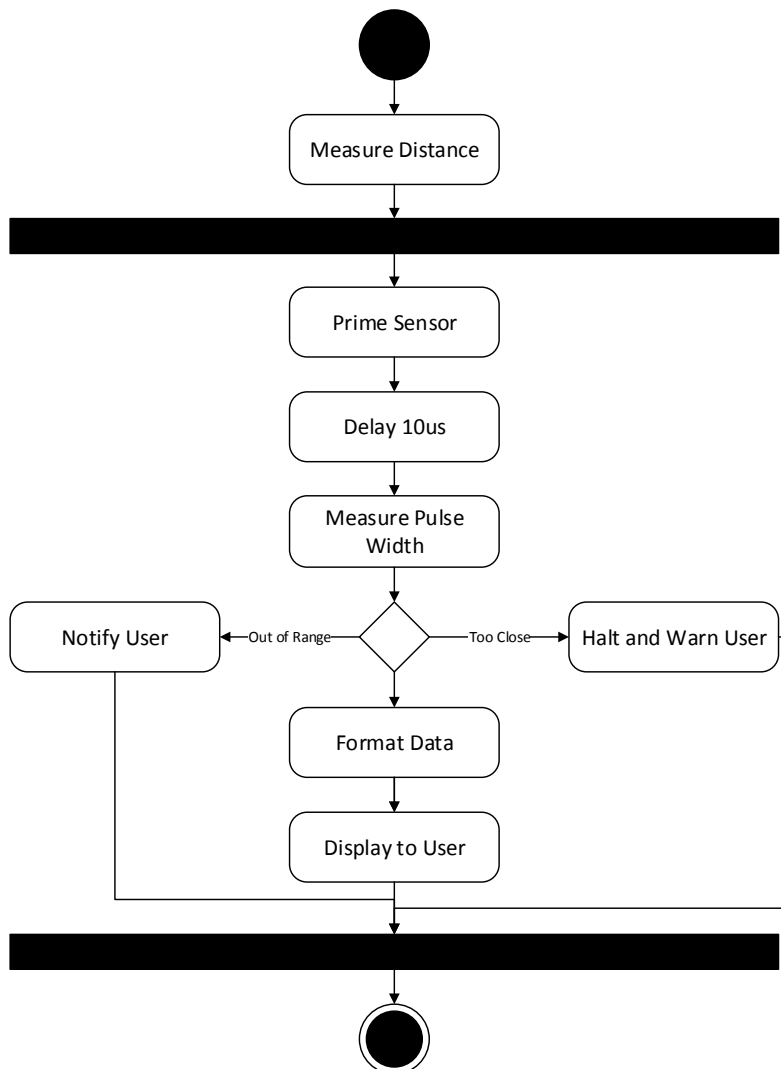 Measure Distance
Prime Sensor
Delay 10us
Measure Pulse
Width
Notify User
Out of Range
Too Close
Halt and Warn User
Format Data
Display to User